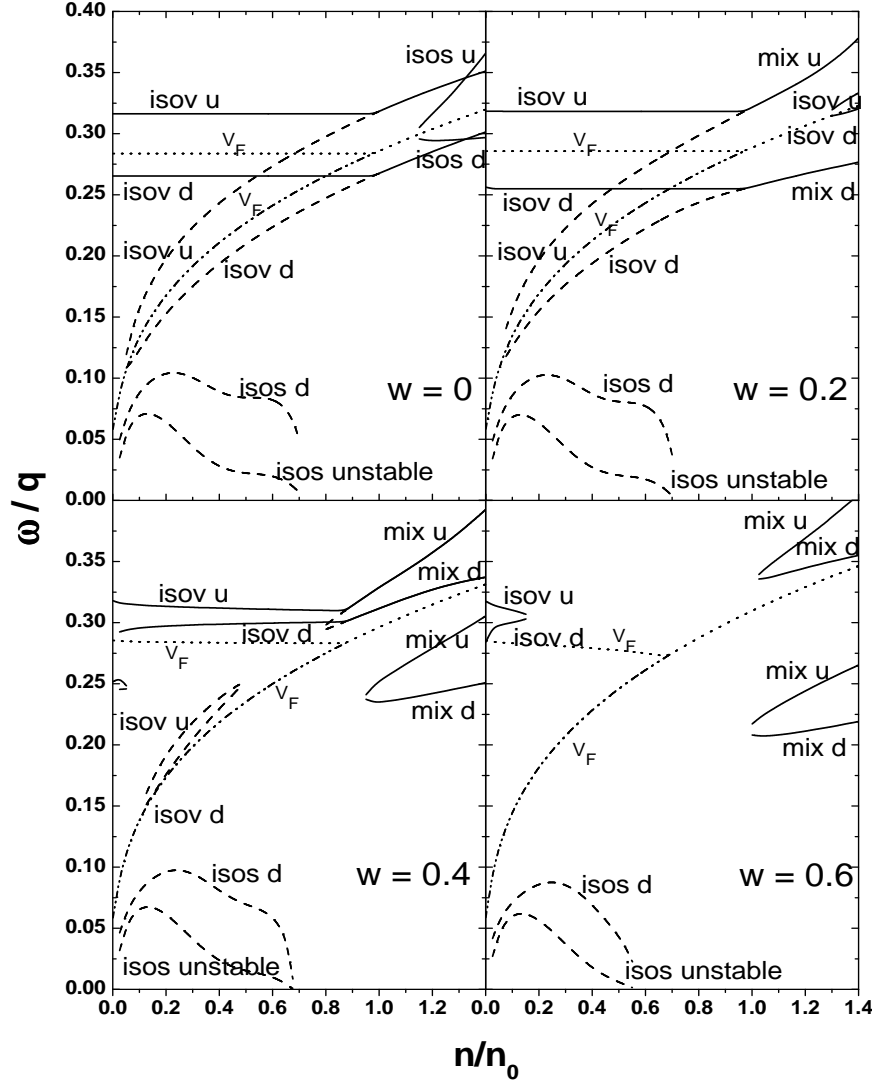 0.40
0.35
0.30
0.25
0.20
0.15
0.10
0.05
0.00
isos u
isov u
V_F
isos d
isov d
V_F
isov u
isov d
isos d
w = 0
isos unstable
mix u
isov u
isov u
isov d
V_F
mix d
isov d
V_F
isov u
isov d
isos d
w = 0.2
isos unstable
0.35
0.30
0.25
0.20
0.15
0.10
0.05
0.00
mix u
mix d
isov u
isov d
mix u
V_F
V_F
mix d
isov u
isov d
isos d
w = 0.4
isos unstable
mix u
mix d
isov u
isov d
V_F
mix u
V_F
mix d
isos d
w = 0.6
isos unstable
0.0 0.2 0.4 0.6 0.8 1.0 1.2 0.0 0.2 0.4 0.6 0.8 1.0 1.2 1.4
ω / q
n/n₀